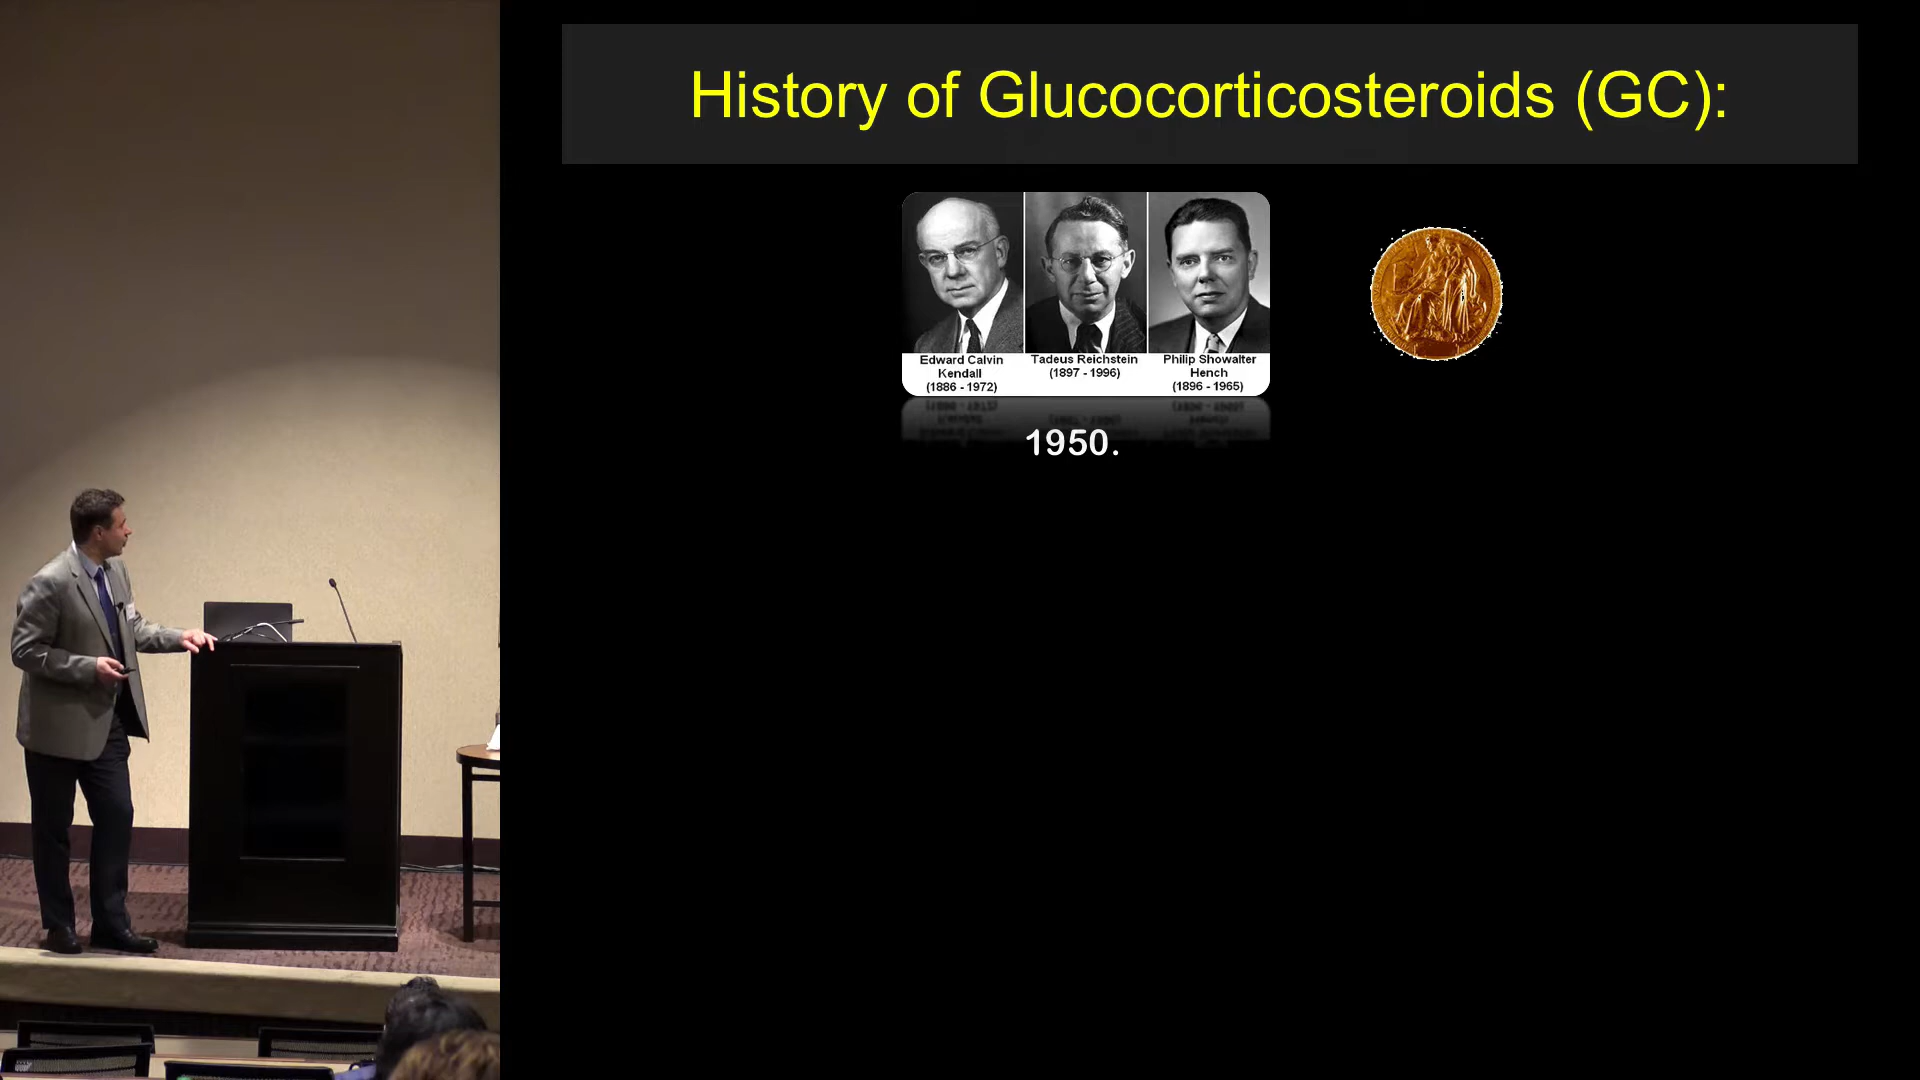 History of Glucocorticosteroids (GC):
Edward Calvin
Kendall
(1886 - 1972)
Tadeus Reichstein
(1897 - 1996)
Philip Showalter
Hench
(1896 - 1965)
1950.